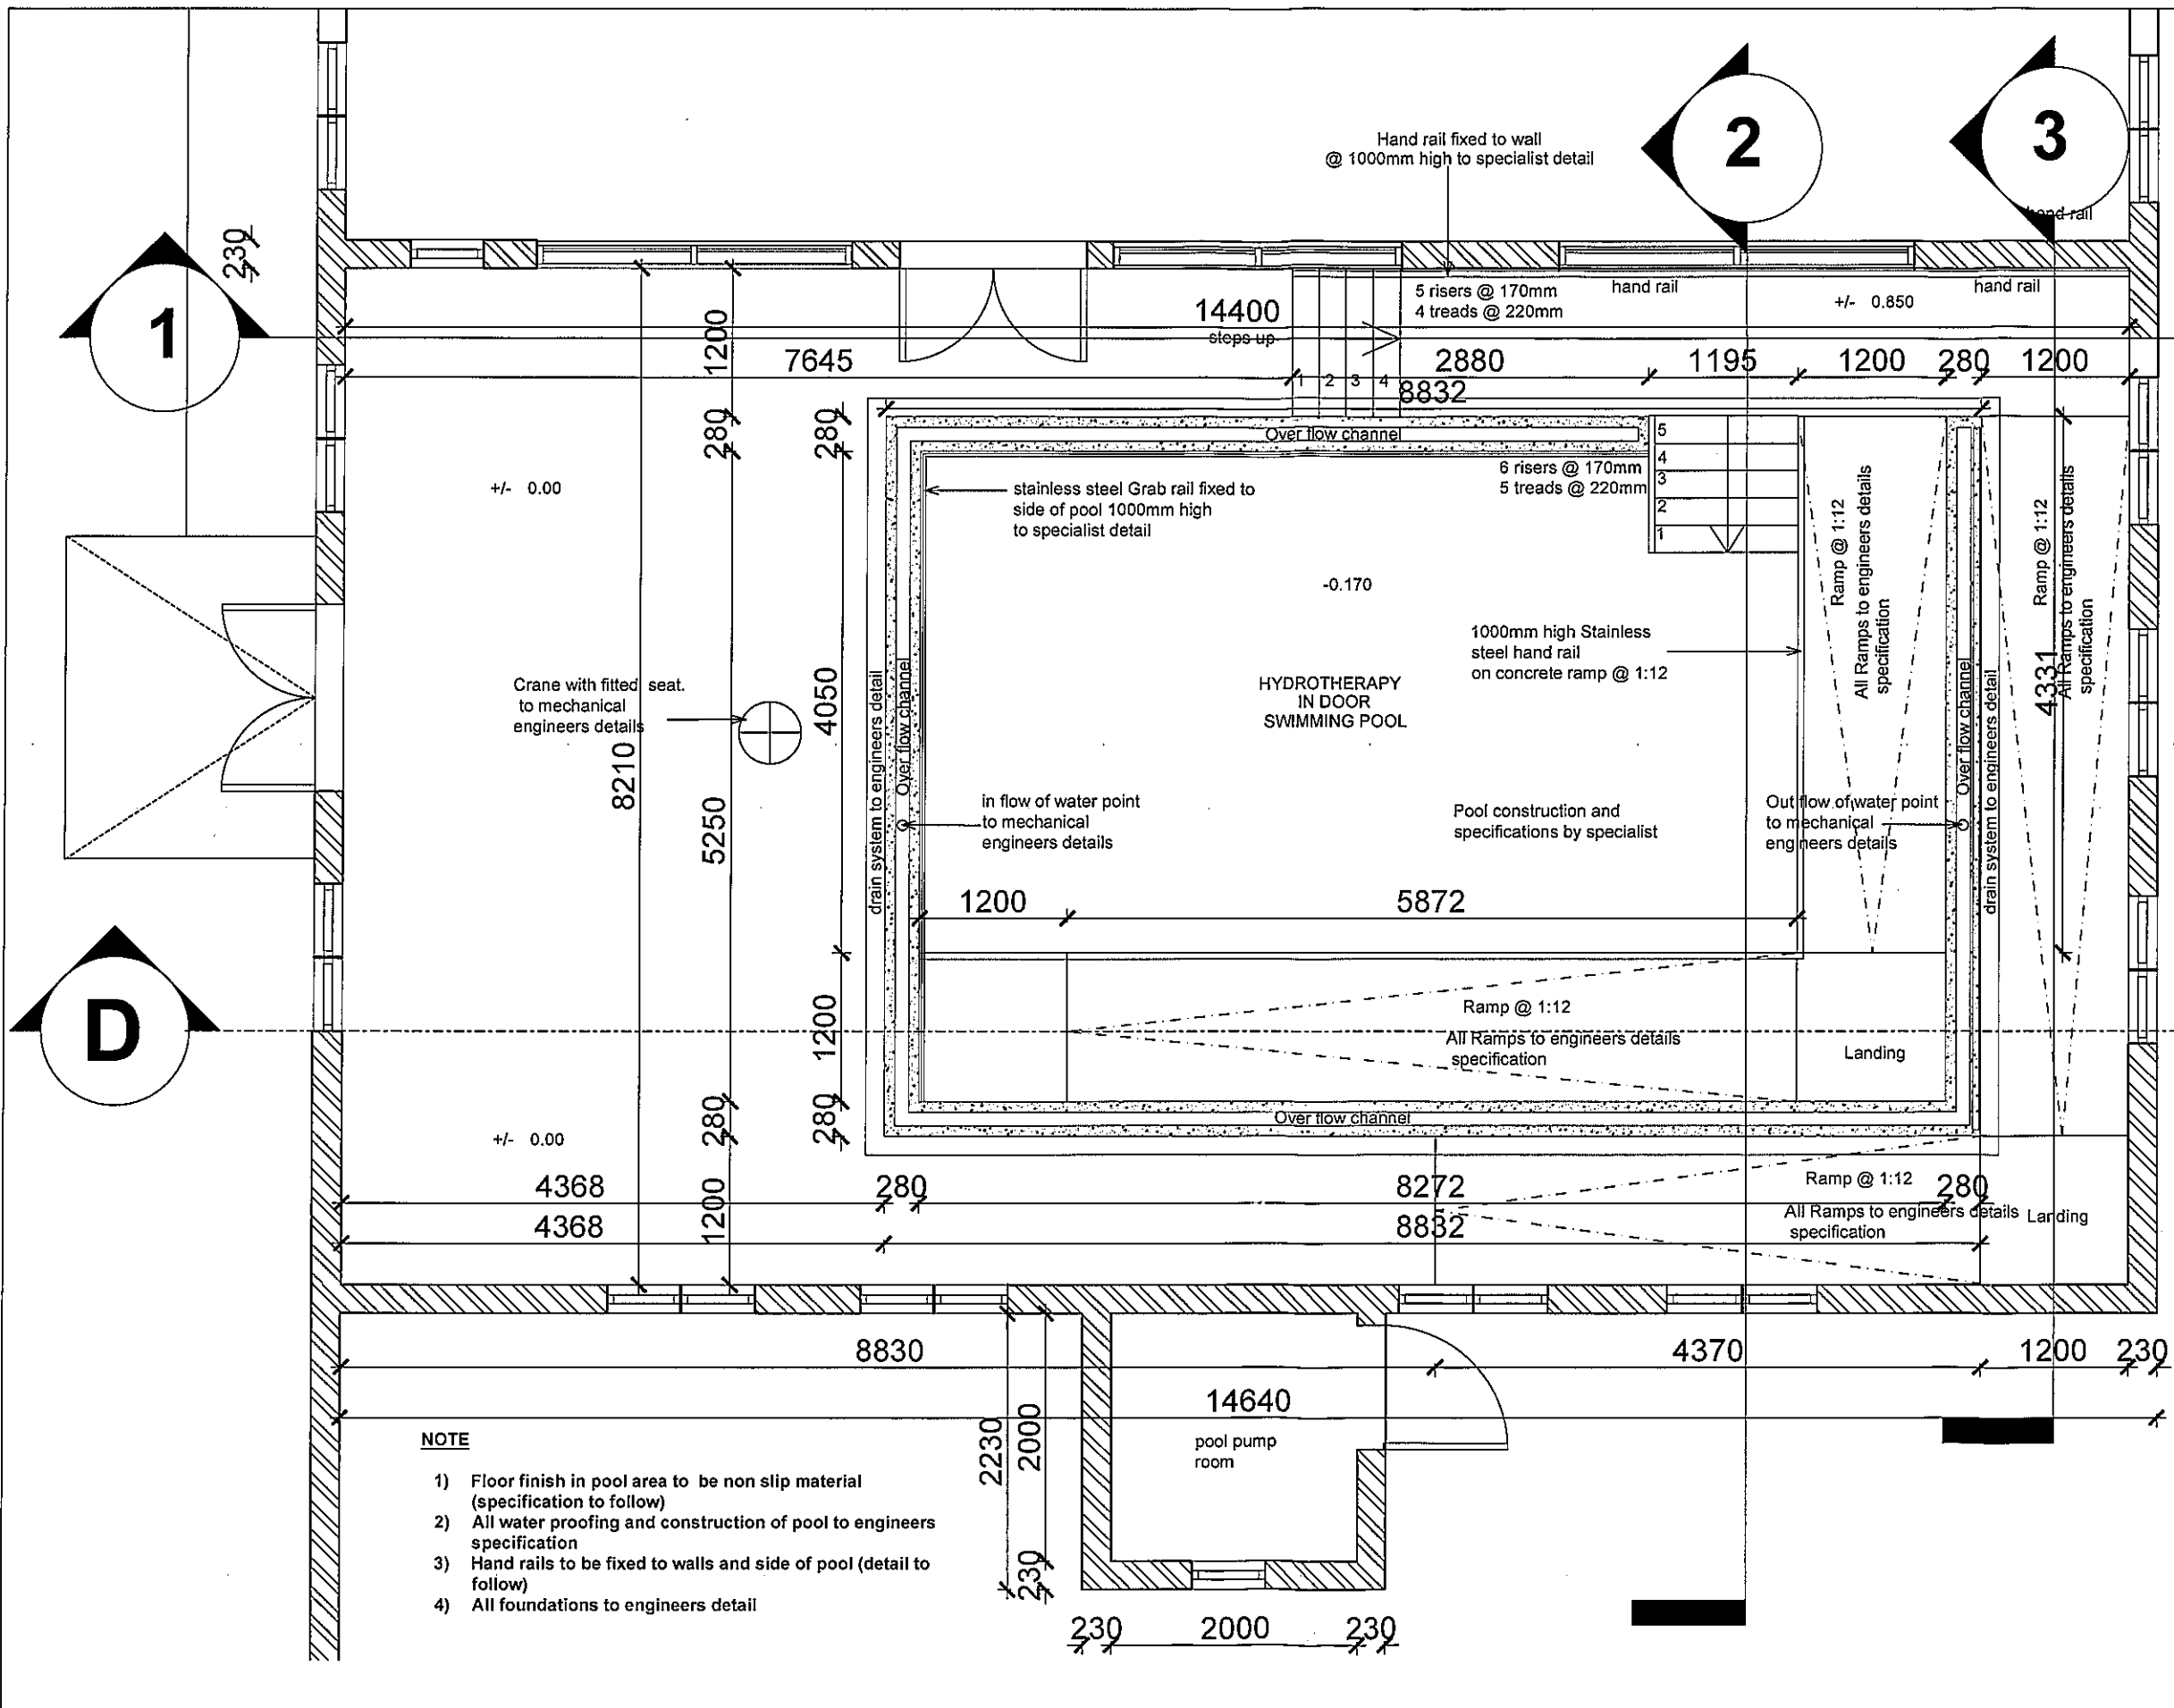 Hand rail fixed to wall
@ 1000mm high to specialist detail
2
3
hand rail
230
1
5 risers @ 170mm
4 treads @ 220mm
hand rail
+/- 0.850
hand rail
14400
steps up
1200
7645
2880
1195
1200
280
1200
1 2 3 4
8832
280
280
Over flow channel
5
4
3
2
1
6 risers @ 170mm
5 treads @ 220mm
+/- 0.00
stainless steel Grab rail fixed to
side of pool 1000mm high
to specialist detail
Ramp @ 1:12
All Ramps to engineers details
specification
Ramp @ 1:12
All Ramps to engineers details
specification
-0.170
1000mm high Stainless
steel hand rail
on concrete ramp @ 1:12
HYDROTHERAPY
IN DOOR
SWIMMING POOL
Crane with fitted seat.
to mechanical
engineers details
4050
4331
8210
5250
drain system to engineers detail
Over flow channel
Over flow channel
drain system to engineers detail
in flow of water point
to mechanical
engineers details
Pool construction and
specifications by specialist
Out flow of water point
to mechanical
engineers details
1200
5872
D
1200
Ramp @ 1:12
All Ramps to engineers details
specification
Landing
280
280
Over flow channel
+/- 0.00
4368
280
8272
280
Ramp @ 1:12
All Ramps to engineers details
specification
Landing
1200
4368
8832
8830
4370
1200
230
14640
2230
2000
230
pool pump
room
230
2000
230
NOTE
1) Floor finish in pool area to be non slip material
(specification to follow)
2) All water proofing and construction of pool to engineers
specification
3) Hand rails to be fixed to walls and side of pool (detail to
follow)
4) All foundations to engineers detail